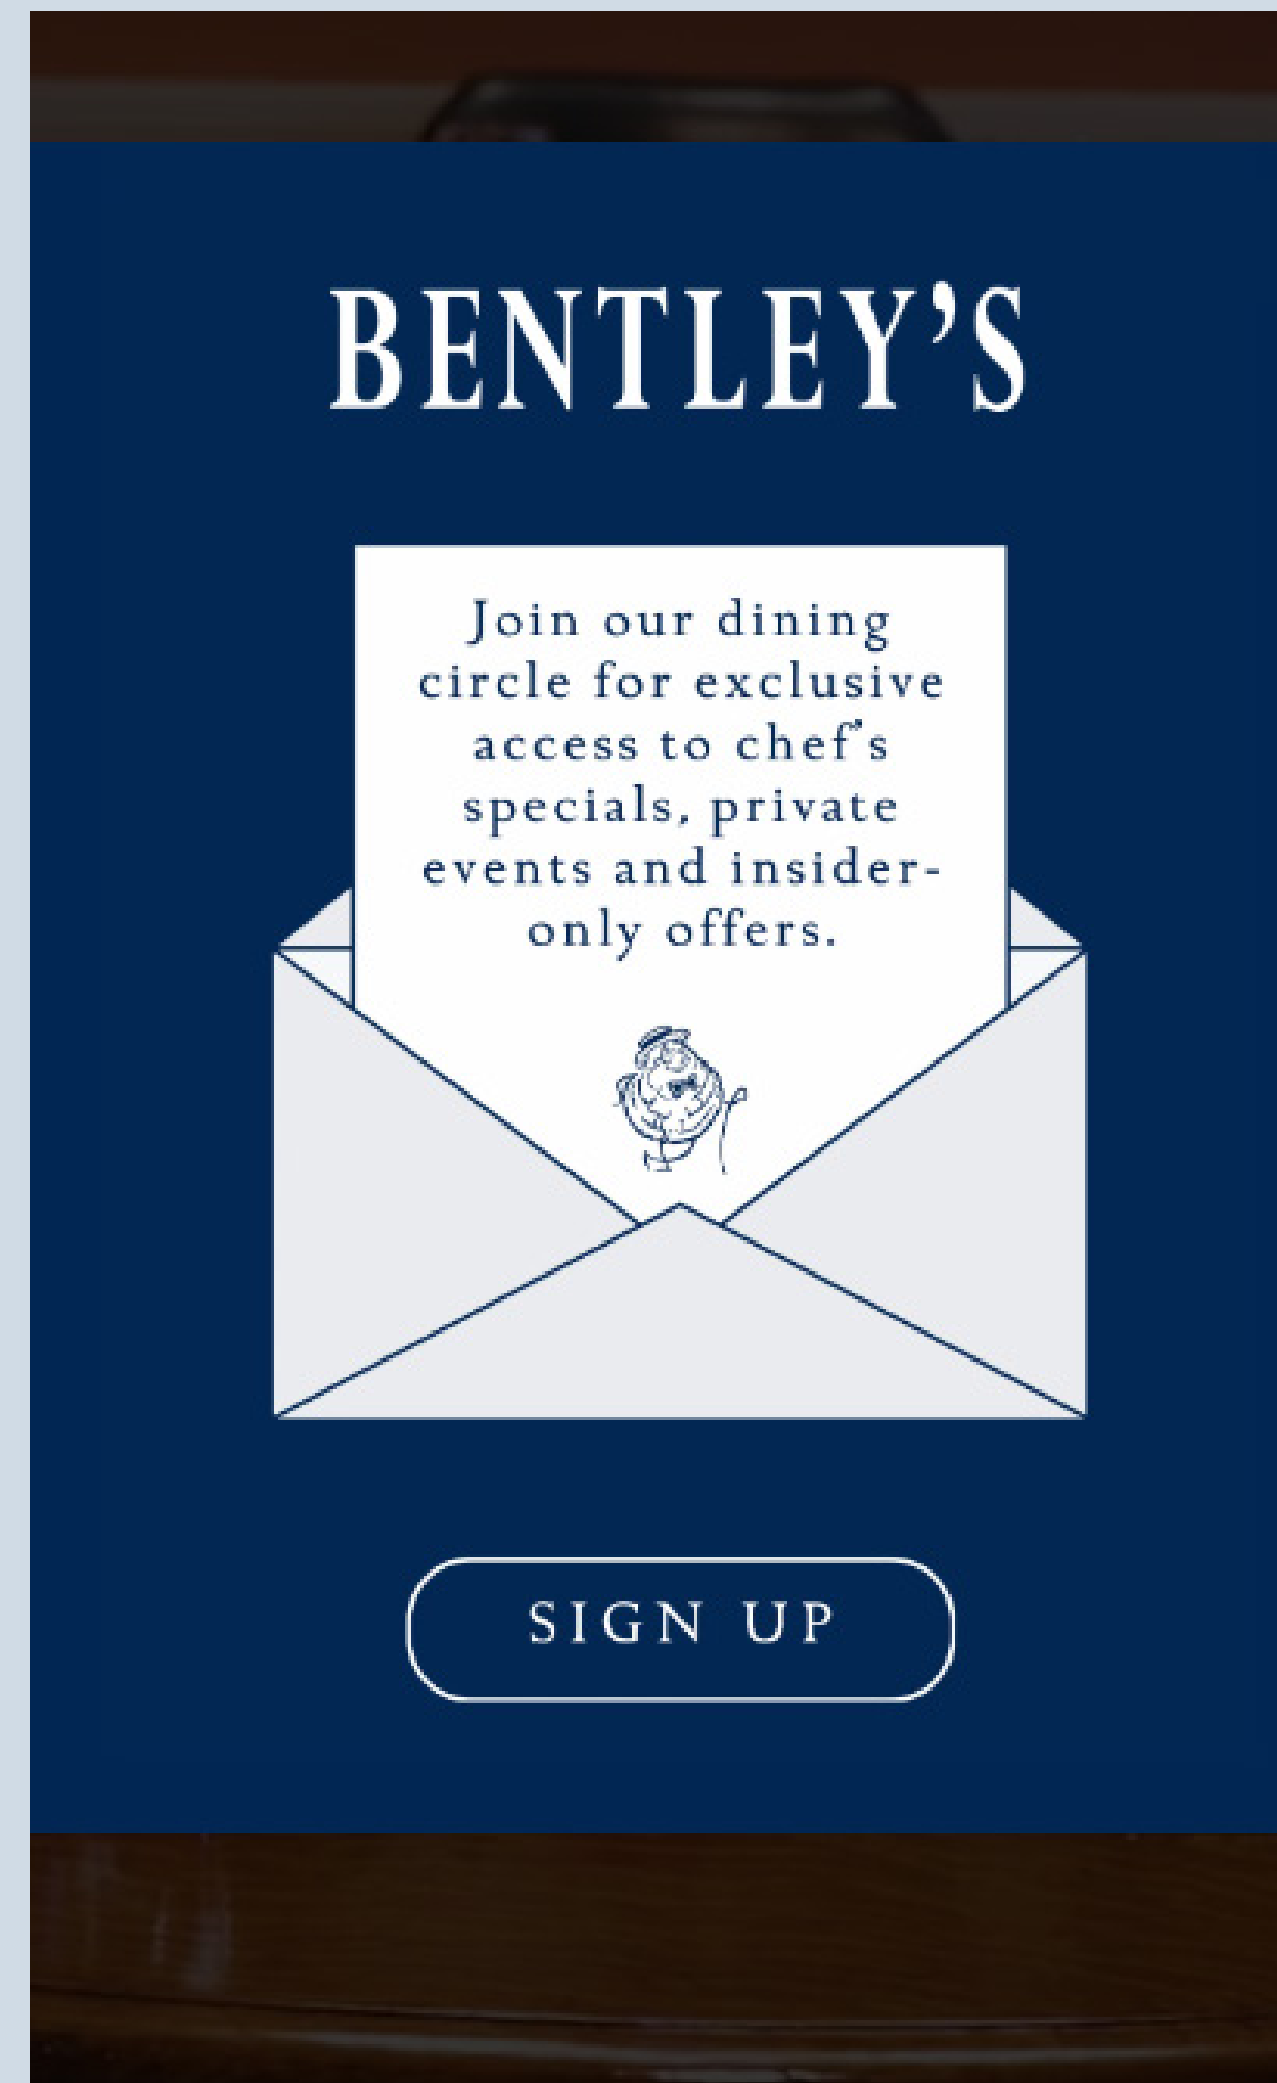 BENTLEY’S
Join our dining
circle for exclusive
access to chef’s
specials, private
events and insider-
only offers.
SIGN UP